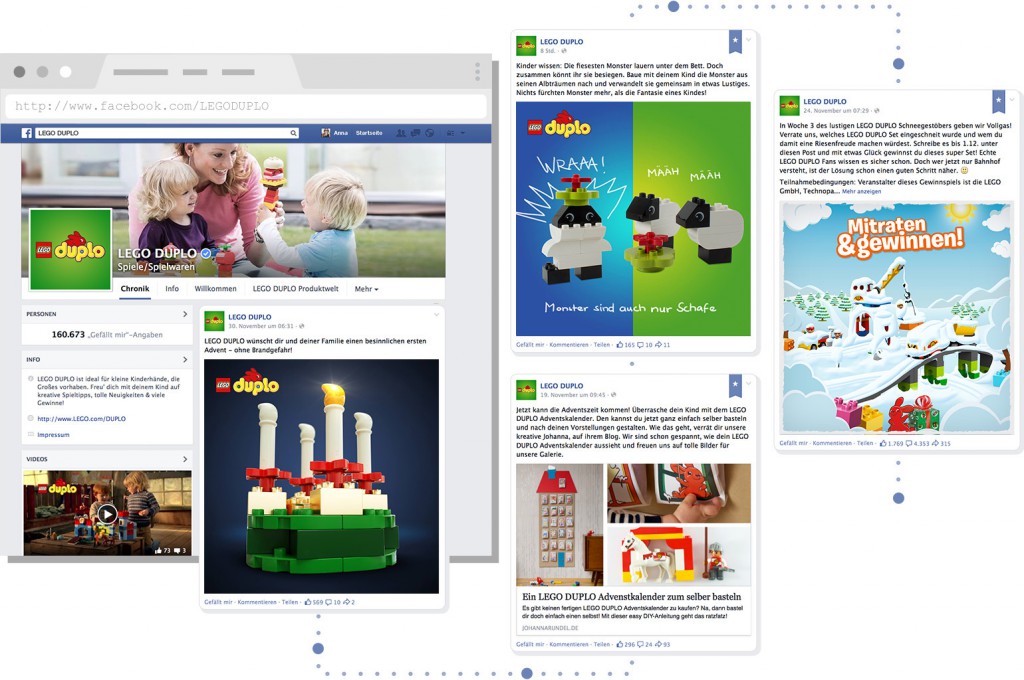 http://www.facebook.com/LEGODUPLO
LEGO DUPLO
Anna Startseite
LEGO duplo
LEGO DUPLO
Spiele/Spielwaren
Chronik Info Willkommen LEGO DUPLO Produktwelt Mehr
PERSONEN
160.673 „Gefällt mir"-Angaben
INFO
LEGO DUPLO ist ideal für kleine Kinderhände, die
Großes vorhaben. Freu' dich mit deinem Kind auf
kreative Spieltipps, tolle Neuigkeiten & viele
Gewinne!
http://www.LEGO.com/DUPLO
Impressum
VIDEOS
LEGO duplo
73 3
LEGO DUPLO
30. November um 06:31 ·
LEGO DUPLO wünscht dir und deiner Familie einen besinnlichen ersten
Advent – ohne Brandgefahr!
LEGO duplo
Gefällt mir · Kommentieren · Teilen · 569 10 2
LEGO DUPLO
8 Std. ·
Kinder wissen: Die fiesesten Monster lauern unter dem Bett. Doch
zusammen könnt ihr sie besiegen. Baue mit deinem Kind die Monster aus
seinen Albträumen nach und verwandelt sie gemeinsam in etwas Lustiges.
Nichts fürchten Monster mehr, als die Fantasie eines Kindes!
LEGO duplo
WRAAA!
MÄÄH
MÄÄH
Monster sind auch nur Schafe
Gefällt mir · Kommentieren · Teilen · 165 10 11
LEGO DUPLO
19. November um 09:45 ·
Jetzt kann die Adventszeit kommen! Überrasche dein Kind mit dem LEGO
DUPLO Adventskalender. Den kannst du jetzt ganz einfach selber basteln
und nach deinen Vorstellungen gestalten. Wie das geht, verrät dir unsere
kreative Johanna, auf ihrem Blog. Wir sind schon gespannt, wie dein LEGO
DUPLO Adventskalender aussieht und freuen uns auf tolle Bilder für
unsere Galerie.
Ein LEGO DUPLO Advenstkalender zum selber basteln
Es gibt keinen fertigen LEGO DUPLO Adventskalender zu kaufen? Na, dann bastel
dir doch einfach einen selbst! Mit dieser easy DIY-Anleitung geht das ratzfatz!
JOHANNARUNDEL.DE
Gefällt mir · Kommentieren · Teilen · 296 24 93
LEGO DUPLO
24. November um 07:29 ·
In Woche 3 des lustigen LEGO DUPLO Schneegestöbers geben wir Vollgas!
Verrate uns, welches LEGO DUPLO Set eingeschneit wurde und wem du
damit eine Riesenfreude machen würdest. Schreibe es bis 1.12. unter
diesen Post und mit etwas Glück gewinnst du dieses super Set! Echte
LEGO DUPLO Fans wissen es sicher schon. Doch wer jetzt nur Bahnhof
versteht, ist der Lösung schon einen guten Schritt näher.
Teilnahmebedingungen: Veranstalter dieses Gewinnspiels ist die LEGO
GmbH, Technopa... Mehr anzeigen
Mitraten
& gewinnen!
Gefällt mir · Kommentieren · Teilen · 1.769 4.353 315